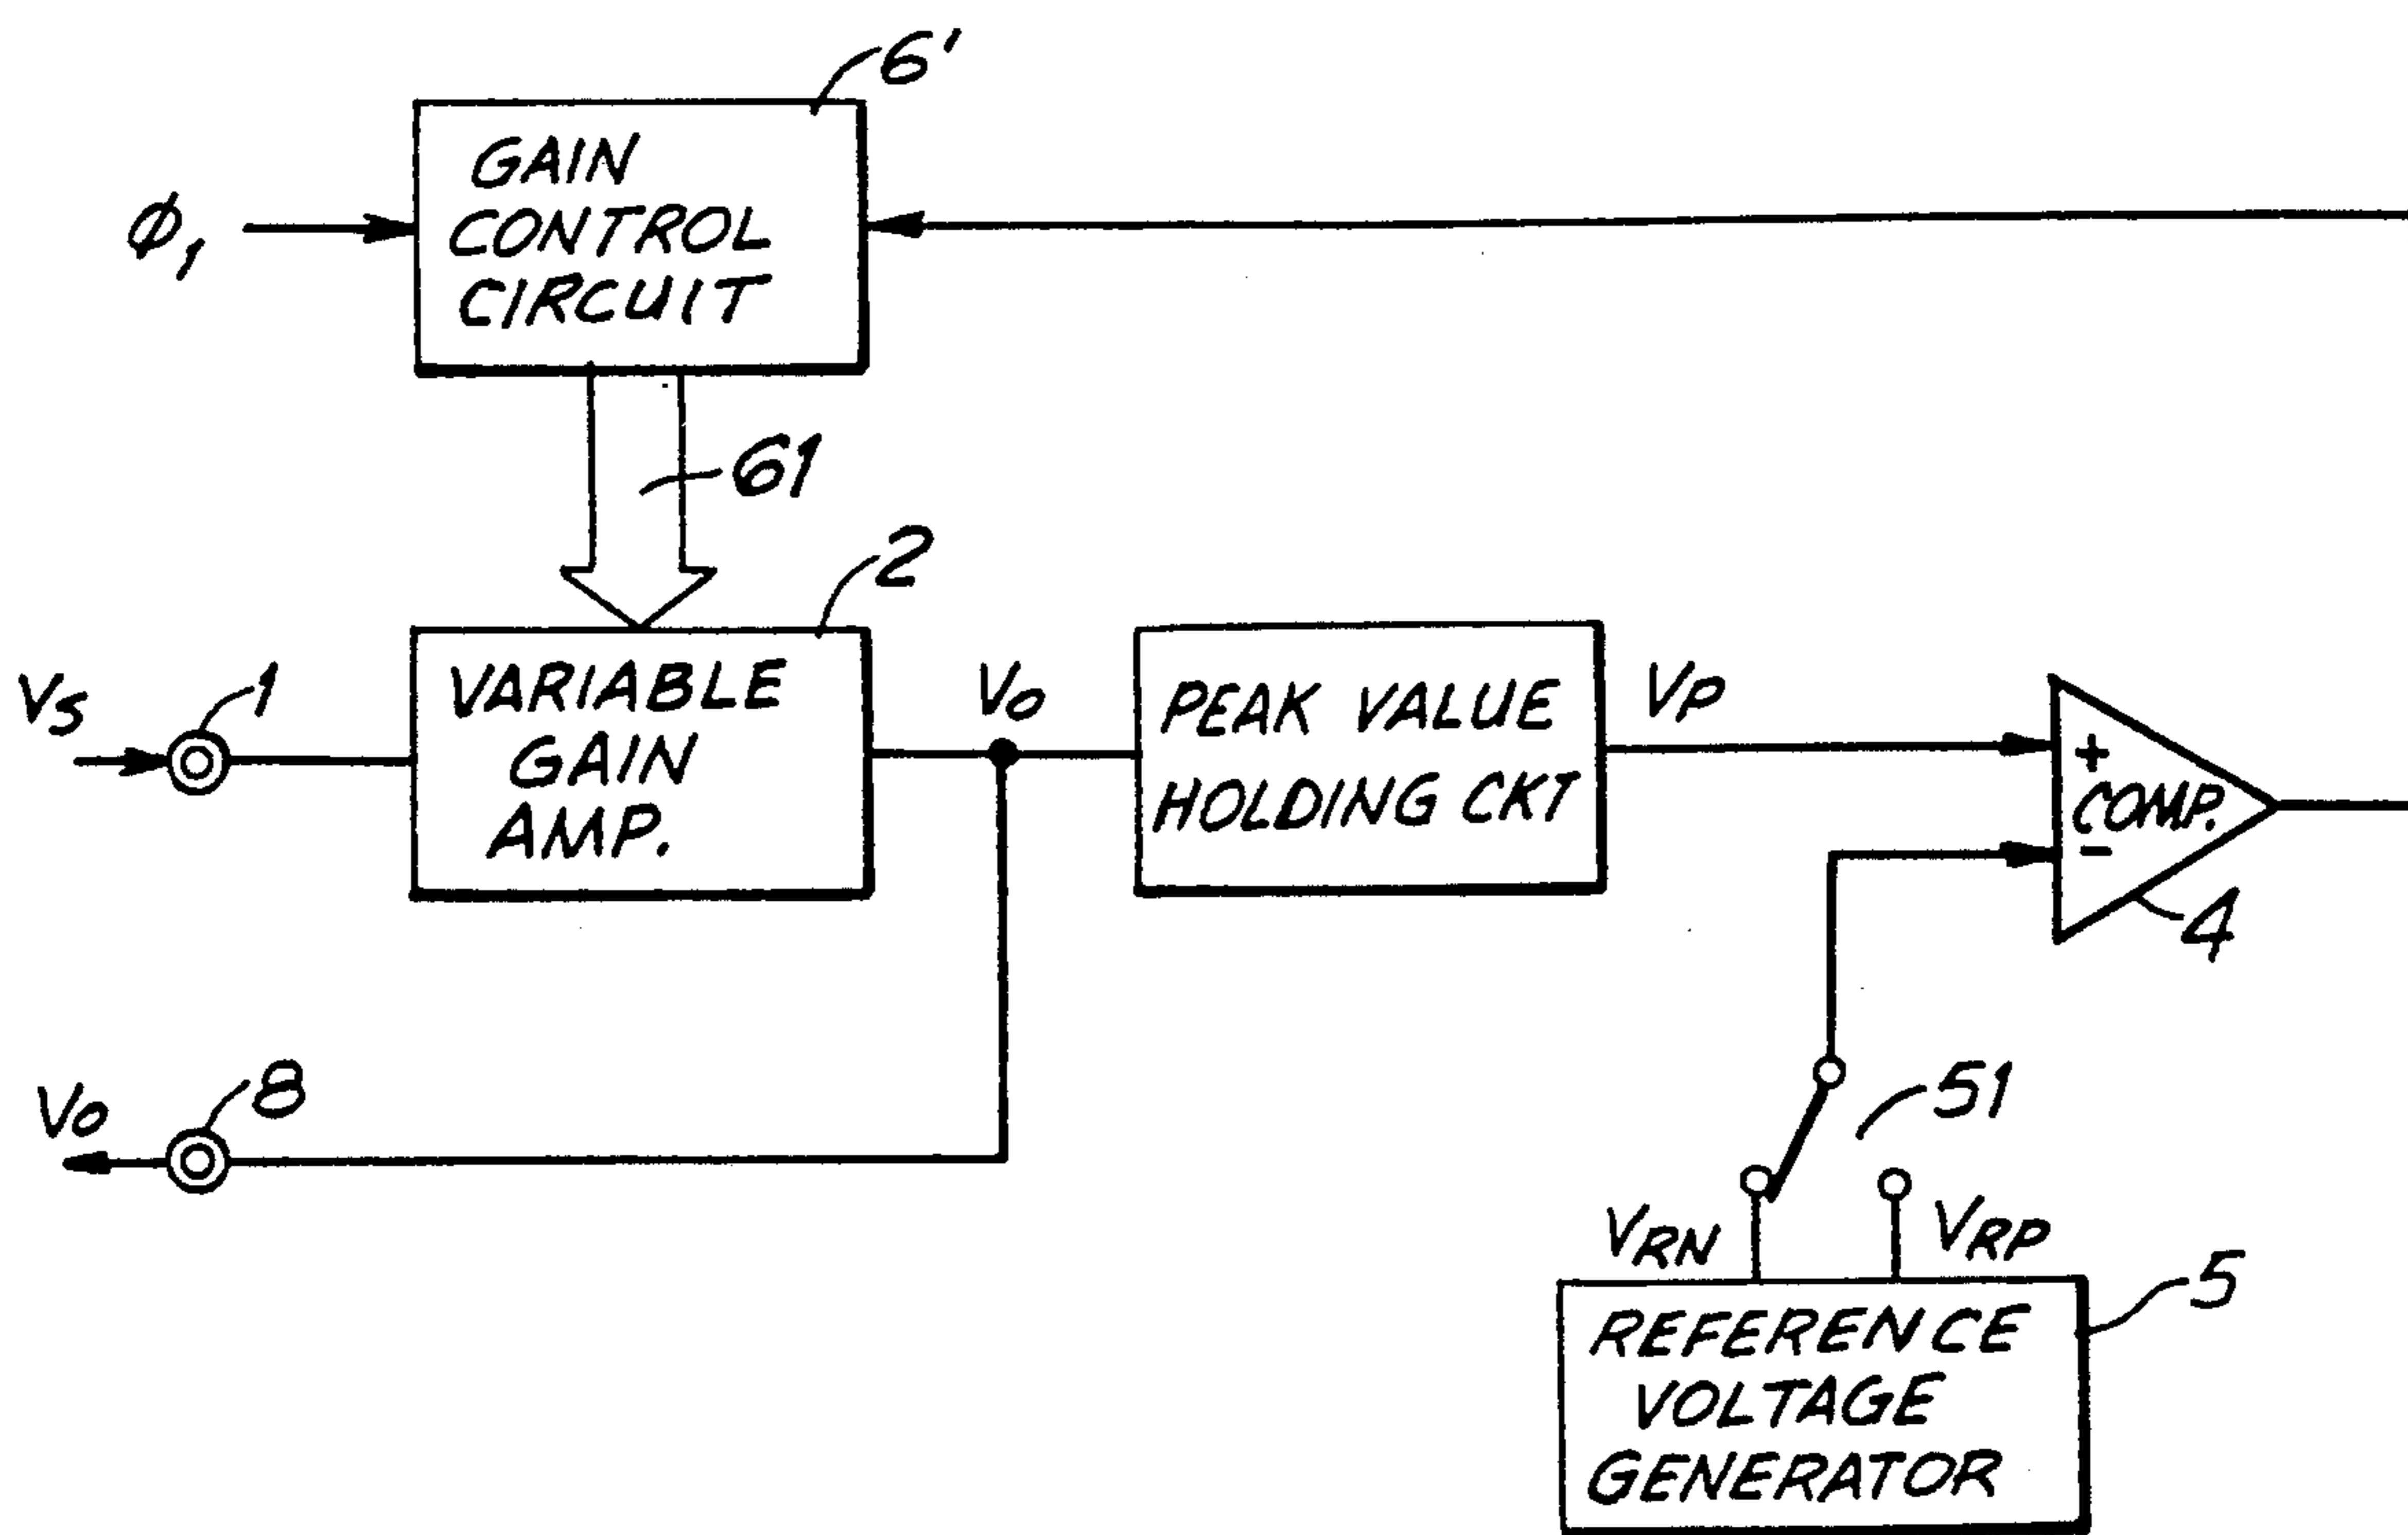 6'
GAIN
CONTROL
CIRCUIT
ϕ1
61
2
VS
1
VARIABLE
GAIN
AMP.
VO
PEAK VALUE
HOLDING CKT
VP
+
COMP.
-
4
VO
8
51
VRN
VRP
5
REFERENCE
VOLTAGE
GENERATOR